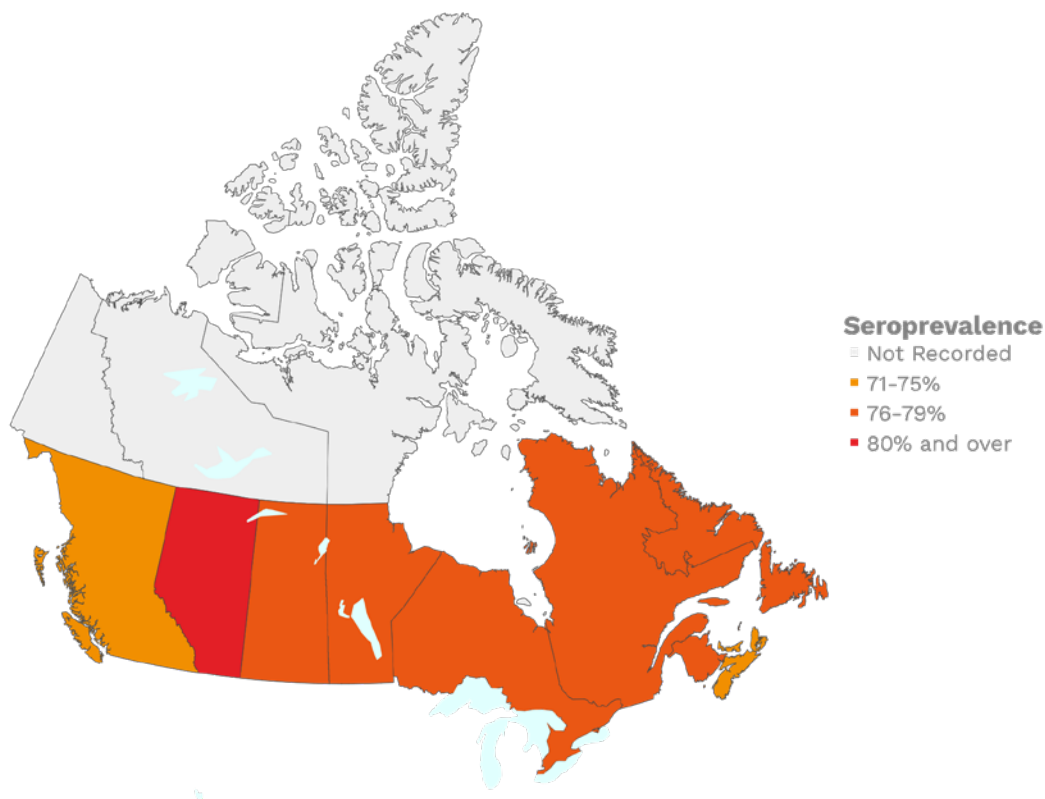 Seroprevalence
Not Recorded
71-75%
76-79%
80% and over